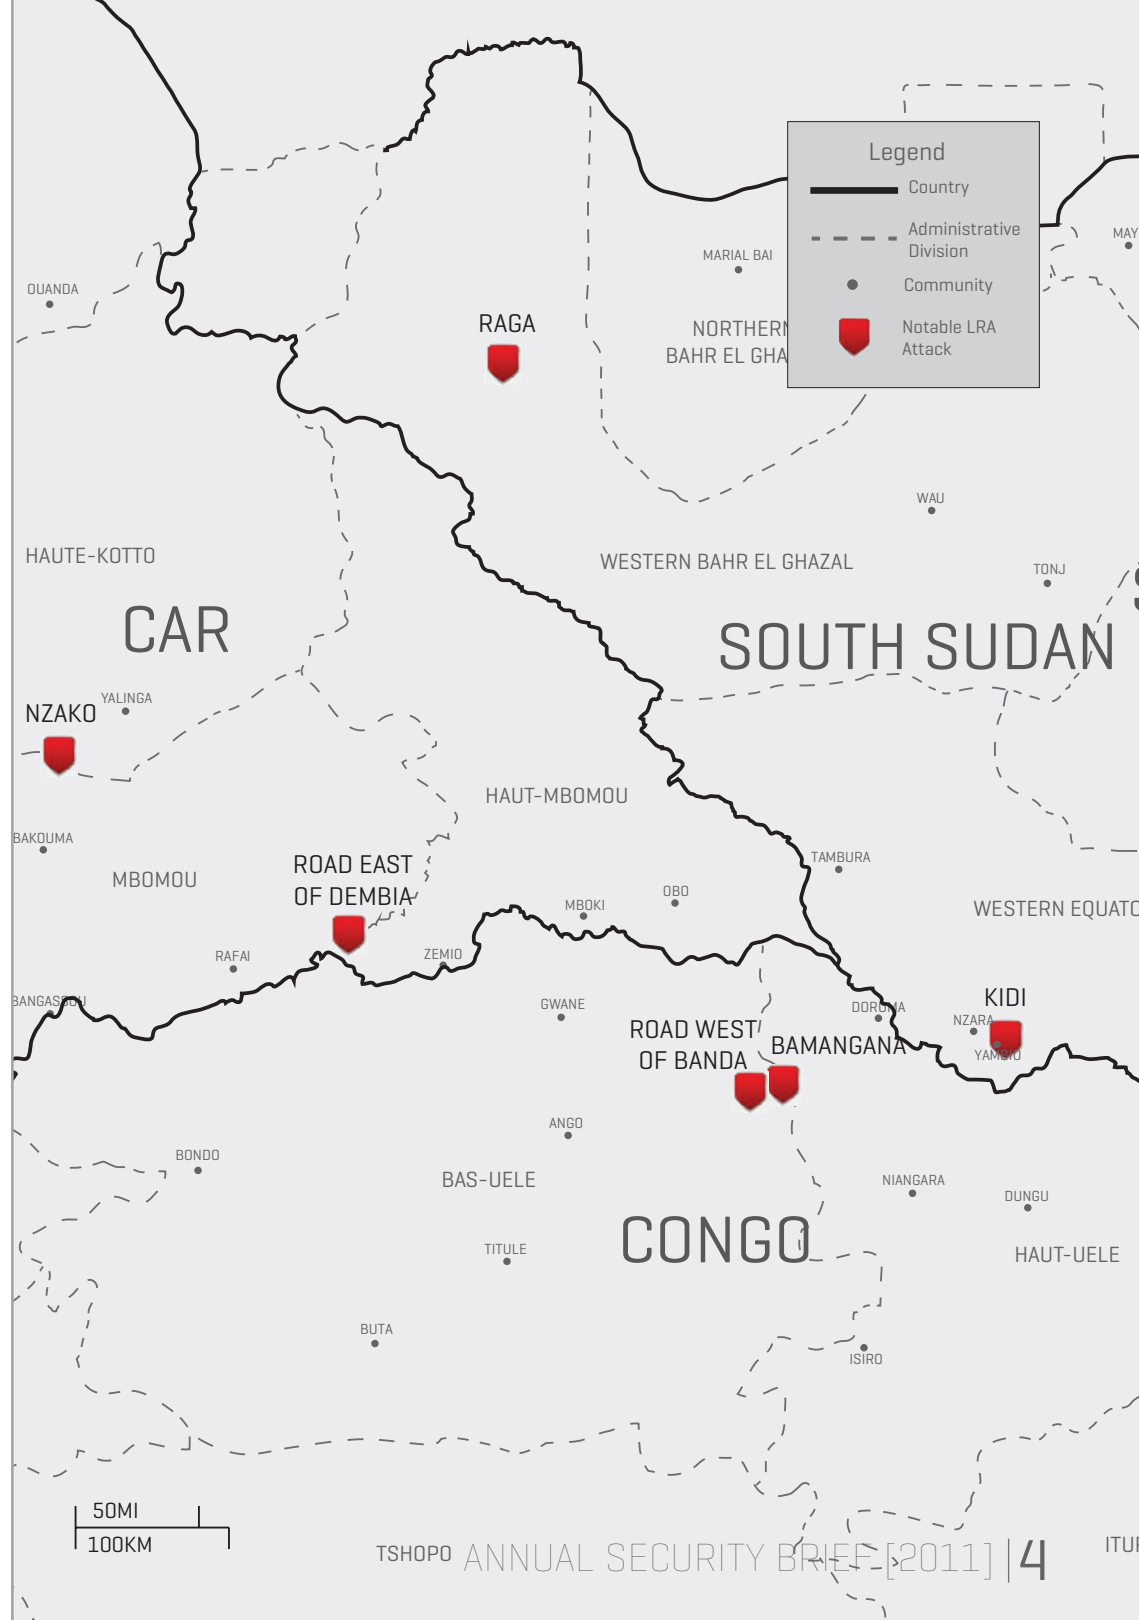 Legend
Country
Administrative
Division
Community
Notable LRA
Attack
MARIAL BAI
OUANDA
RAGA
NORTHERN
BAHR EL GHA
WAU
HAUTE-KOTTO
WESTERN BAHR EL GHAZAL
TONJ
CAR
SOUTH SUDAN
YALINGA
NZAKO
HAUT-MBOMOU
BAKOUMA
TAMBURA
ROAD EAST
OF DEMBIA
MBOMOU
OBO
MBOKI
WESTERN EQUATO
RAFAI
ZEMIO
BANGASSOU
GWANE
DORUMA
KIDI
NZARA
YAMBIO
ROAD WEST
OF BANDA
BAMANGANA
ANGO
BONDO
BAS-UELE
NIANGARA
DUNGU
CONGO
TITULE
HAUT-UELE
BUTA
ISIRO
50MI
100KM
TSHOPO
ANNUAL SECURITY BRIEF [2011] |4